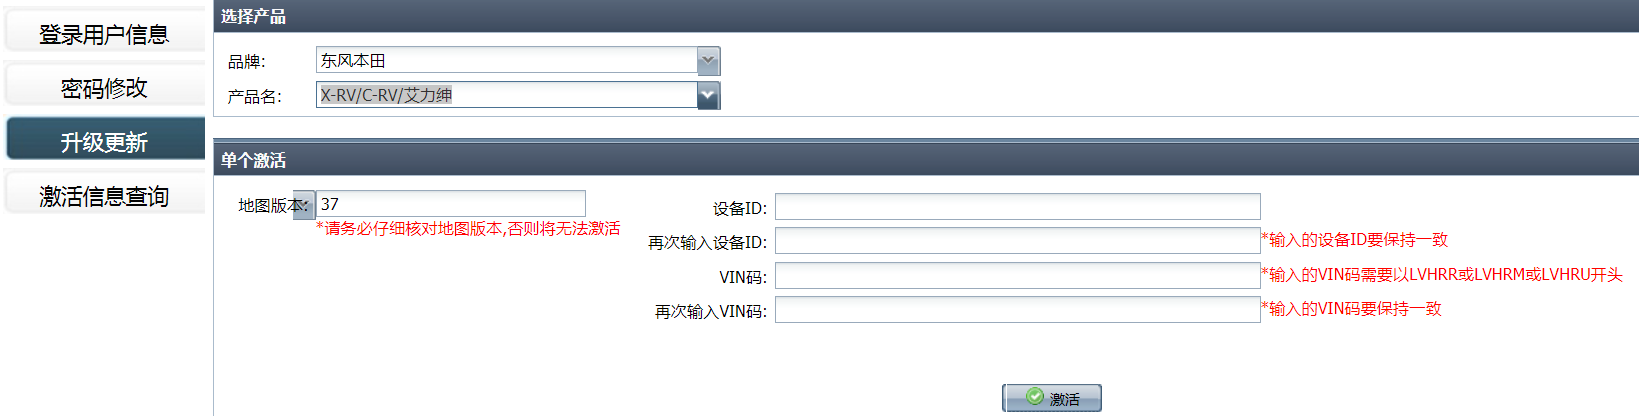 登录用户信息
密码修改
升级更新
激活信息查询
选择产品
品牌: 东风本田
产品名: X-RV/C-RV/艾力绅
单个激活
地图版本: 37
*请务必仔细核对地图版本,否则将无法激活
设备ID:
再次输入设备ID: *输入的设备ID要保持一致
VIN码: *输入的VIN码需要以LVHRR或LVHRM或LVHRU开头
再次输入VIN码: *输入的VIN码要保持一致
激活